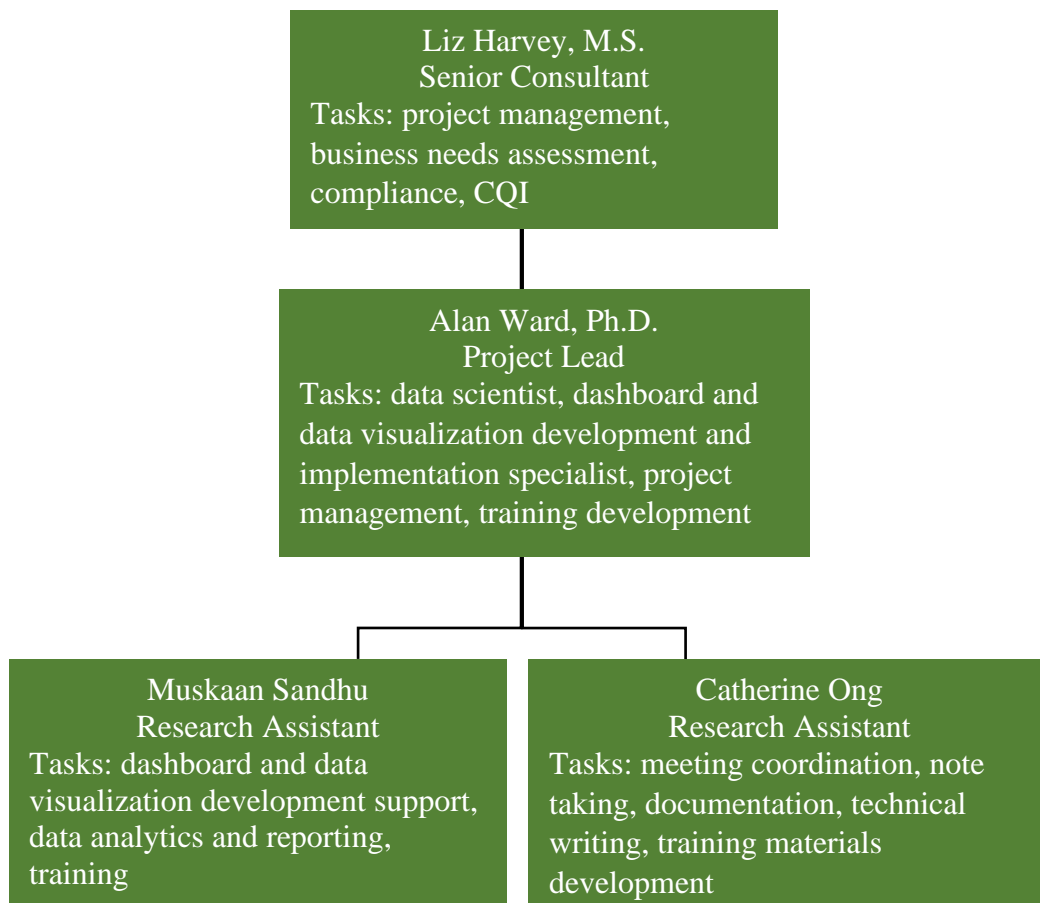 Liz Harvey, M.S.
Senior Consultant
Tasks: project management,
business needs assessment,
compliance, CQI
Alan Ward, Ph.D.
Project Lead
Tasks: data scientist, dashboard and
data visualization development and
implementation specialist, project
management, training development
Muskaan Sandhu
Research Assistant
Tasks: dashboard and data
visualization development support,
data analytics and reporting,
training
Catherine Ong
Research Assistant
Tasks: meeting coordination, note
taking, documentation, technical
writing, training materials
development